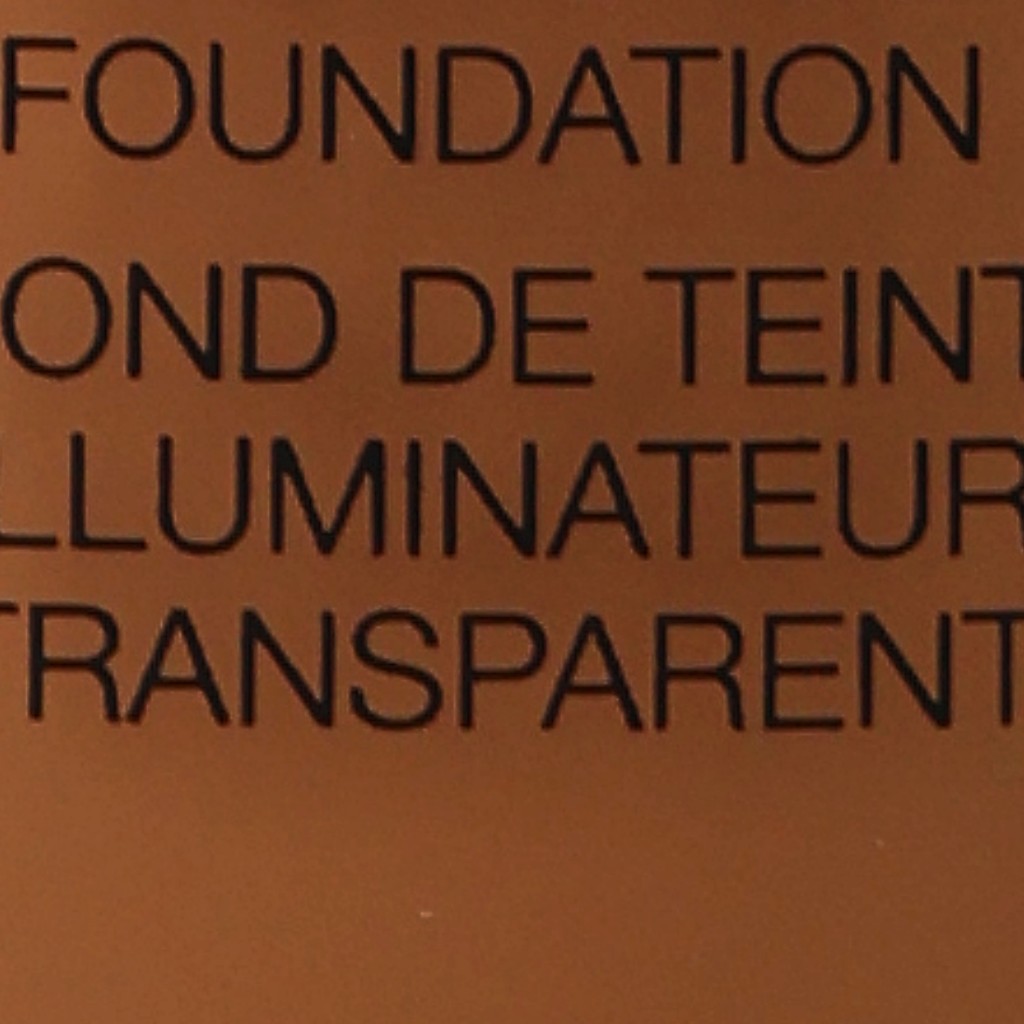 FOUNDATION
OND DE TEINT
LLUMINATEUR
TRANSPARENT